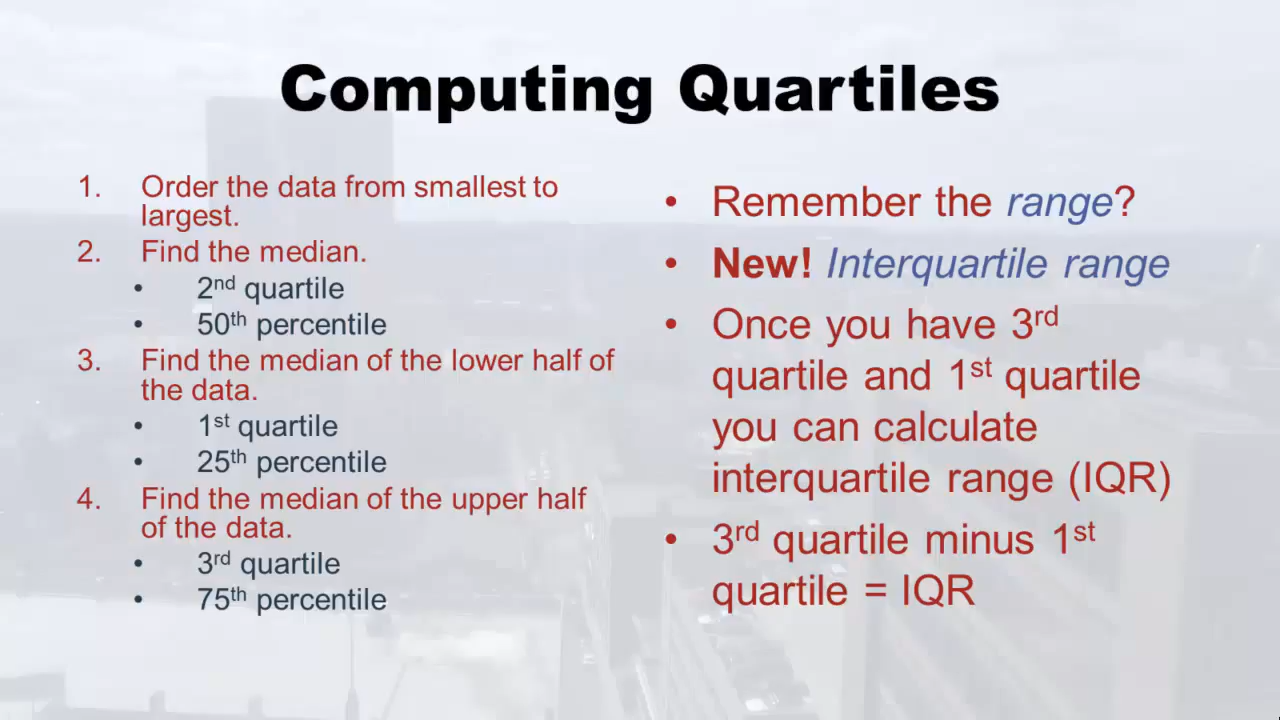 Computing Quartiles
1. Order the data from smallest to
largest.
2. Find the median.
• 2nd quartile
• 50th percentile
3. Find the median of the lower half of
the data.
• 1st quartile
• 25th percentile
4. Find the median of the upper half
of the data.
• 3rd quartile
• 75th percentile
• Remember the range?
• New! Interquartile range
• Once you have 3rd
quartile and 1st quartile
you can calculate
interquartile range (IQR)
• 3rd quartile minus 1st
quartile = IQR